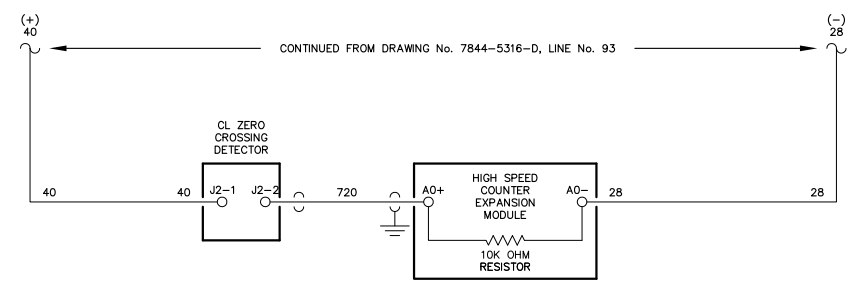 (+)
40
(-)
28
CONTINUED FROM DRAWING No. 7844-5316-D, LINE No. 93
CL ZERO
CROSSING
DETECTOR
40
40
J2-1
J2-2
720
HIGH SPEED
COUNTER
EXPANSION
MODULE
A0+
A0-
28
28
10K OHM
RESISTOR